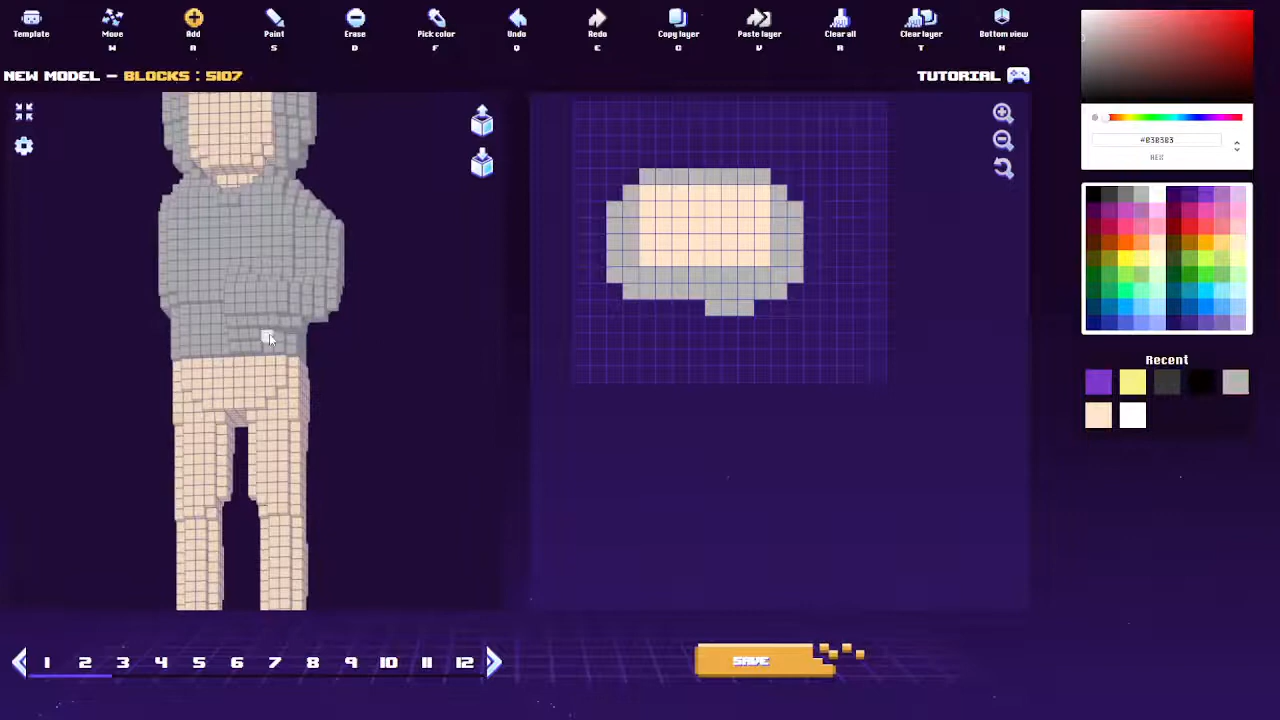 Template Move Add Paint Erase Pick color Undo Redo Copy layer Paste layer Clear all Clear layer Bottom view
W A S D F Q E C V R T H
NEW MODEL – BLOCKS : 5107
TUTORIAL
#030303
HEX
Recent
1 2 3 4 5 6 7 8 9 10 11 12
SAVE